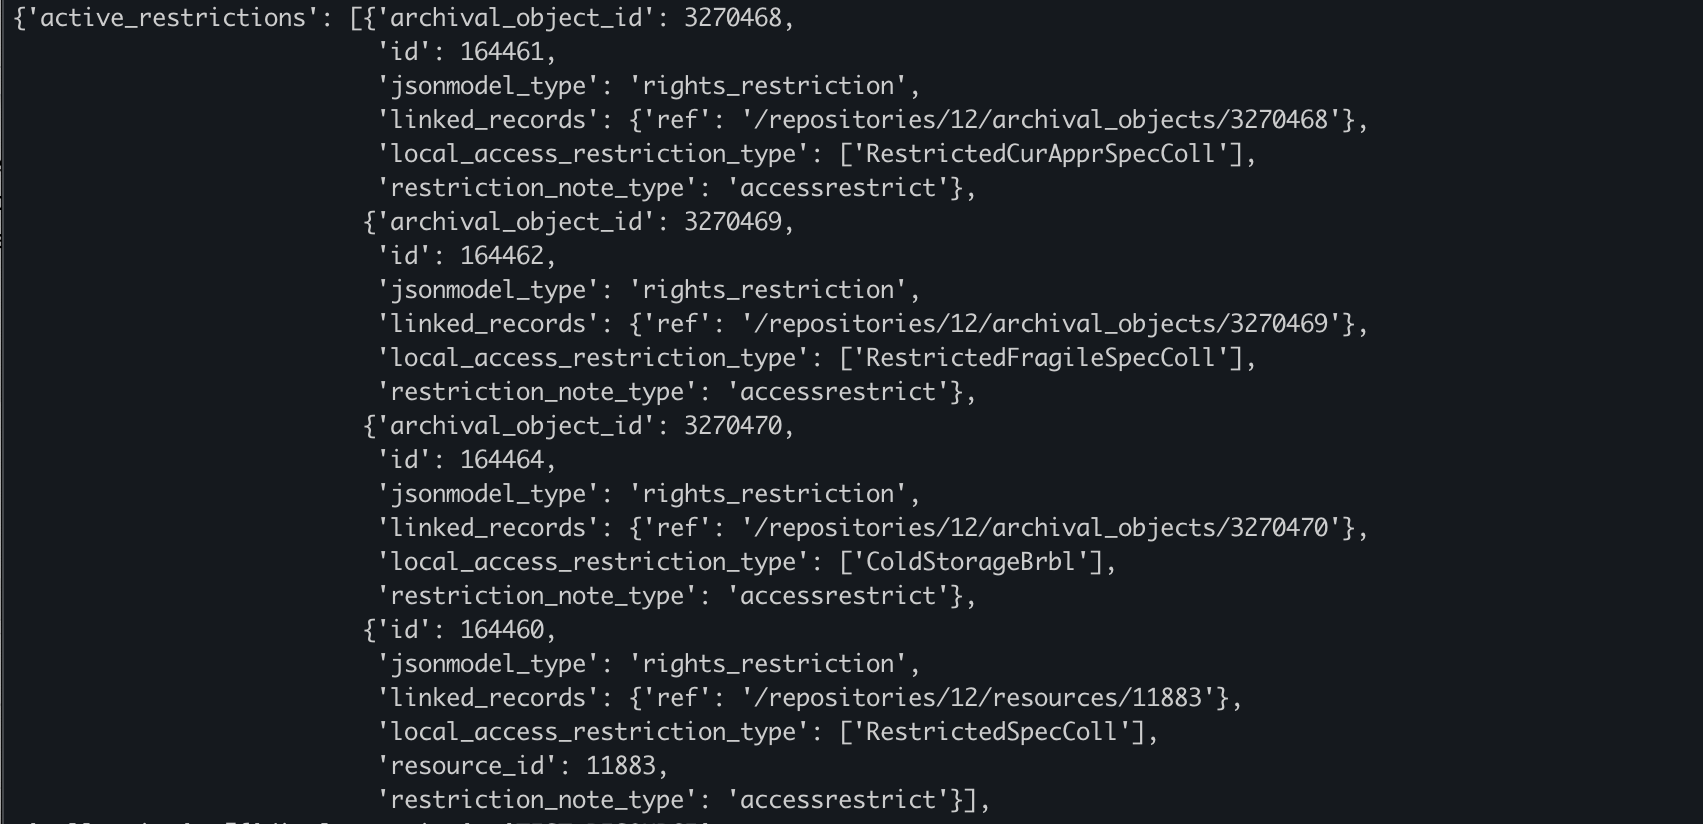 {'active_restrictions': [{'archival_object_id': 3270468,
'id': 164461,
'jsonmodel_type': 'rights_restriction',
'linked_records': {'ref': '/repositories/12/archival_objects/3270468'},
'local_access_restriction_type': ['RestrictedCurApprSpecColl'],
'restriction_note_type': 'accessrestrict'},
{'archival_object_id': 3270469,
'id': 164462,
'jsonmodel_type': 'rights_restriction',
'linked_records': {'ref': '/repositories/12/archival_objects/3270469'},
'local_access_restriction_type': ['RestrictedFragileSpecColl'],
'restriction_note_type': 'accessrestrict'},
{'archival_object_id': 3270470,
'id': 164464,
'jsonmodel_type': 'rights_restriction',
'linked_records': {'ref': '/repositories/12/archival_objects/3270470'},
'local_access_restriction_type': ['ColdStorageBrbl'],
'restriction_note_type': 'accessrestrict'},
{'id': 164460,
'jsonmodel_type': 'rights_restriction',
'linked_records': {'ref': '/repositories/12/resources/11883'},
'local_access_restriction_type': ['RestrictedSpecColl'],
'resource_id': 11883,
'restriction_note_type': 'accessrestrict'}],